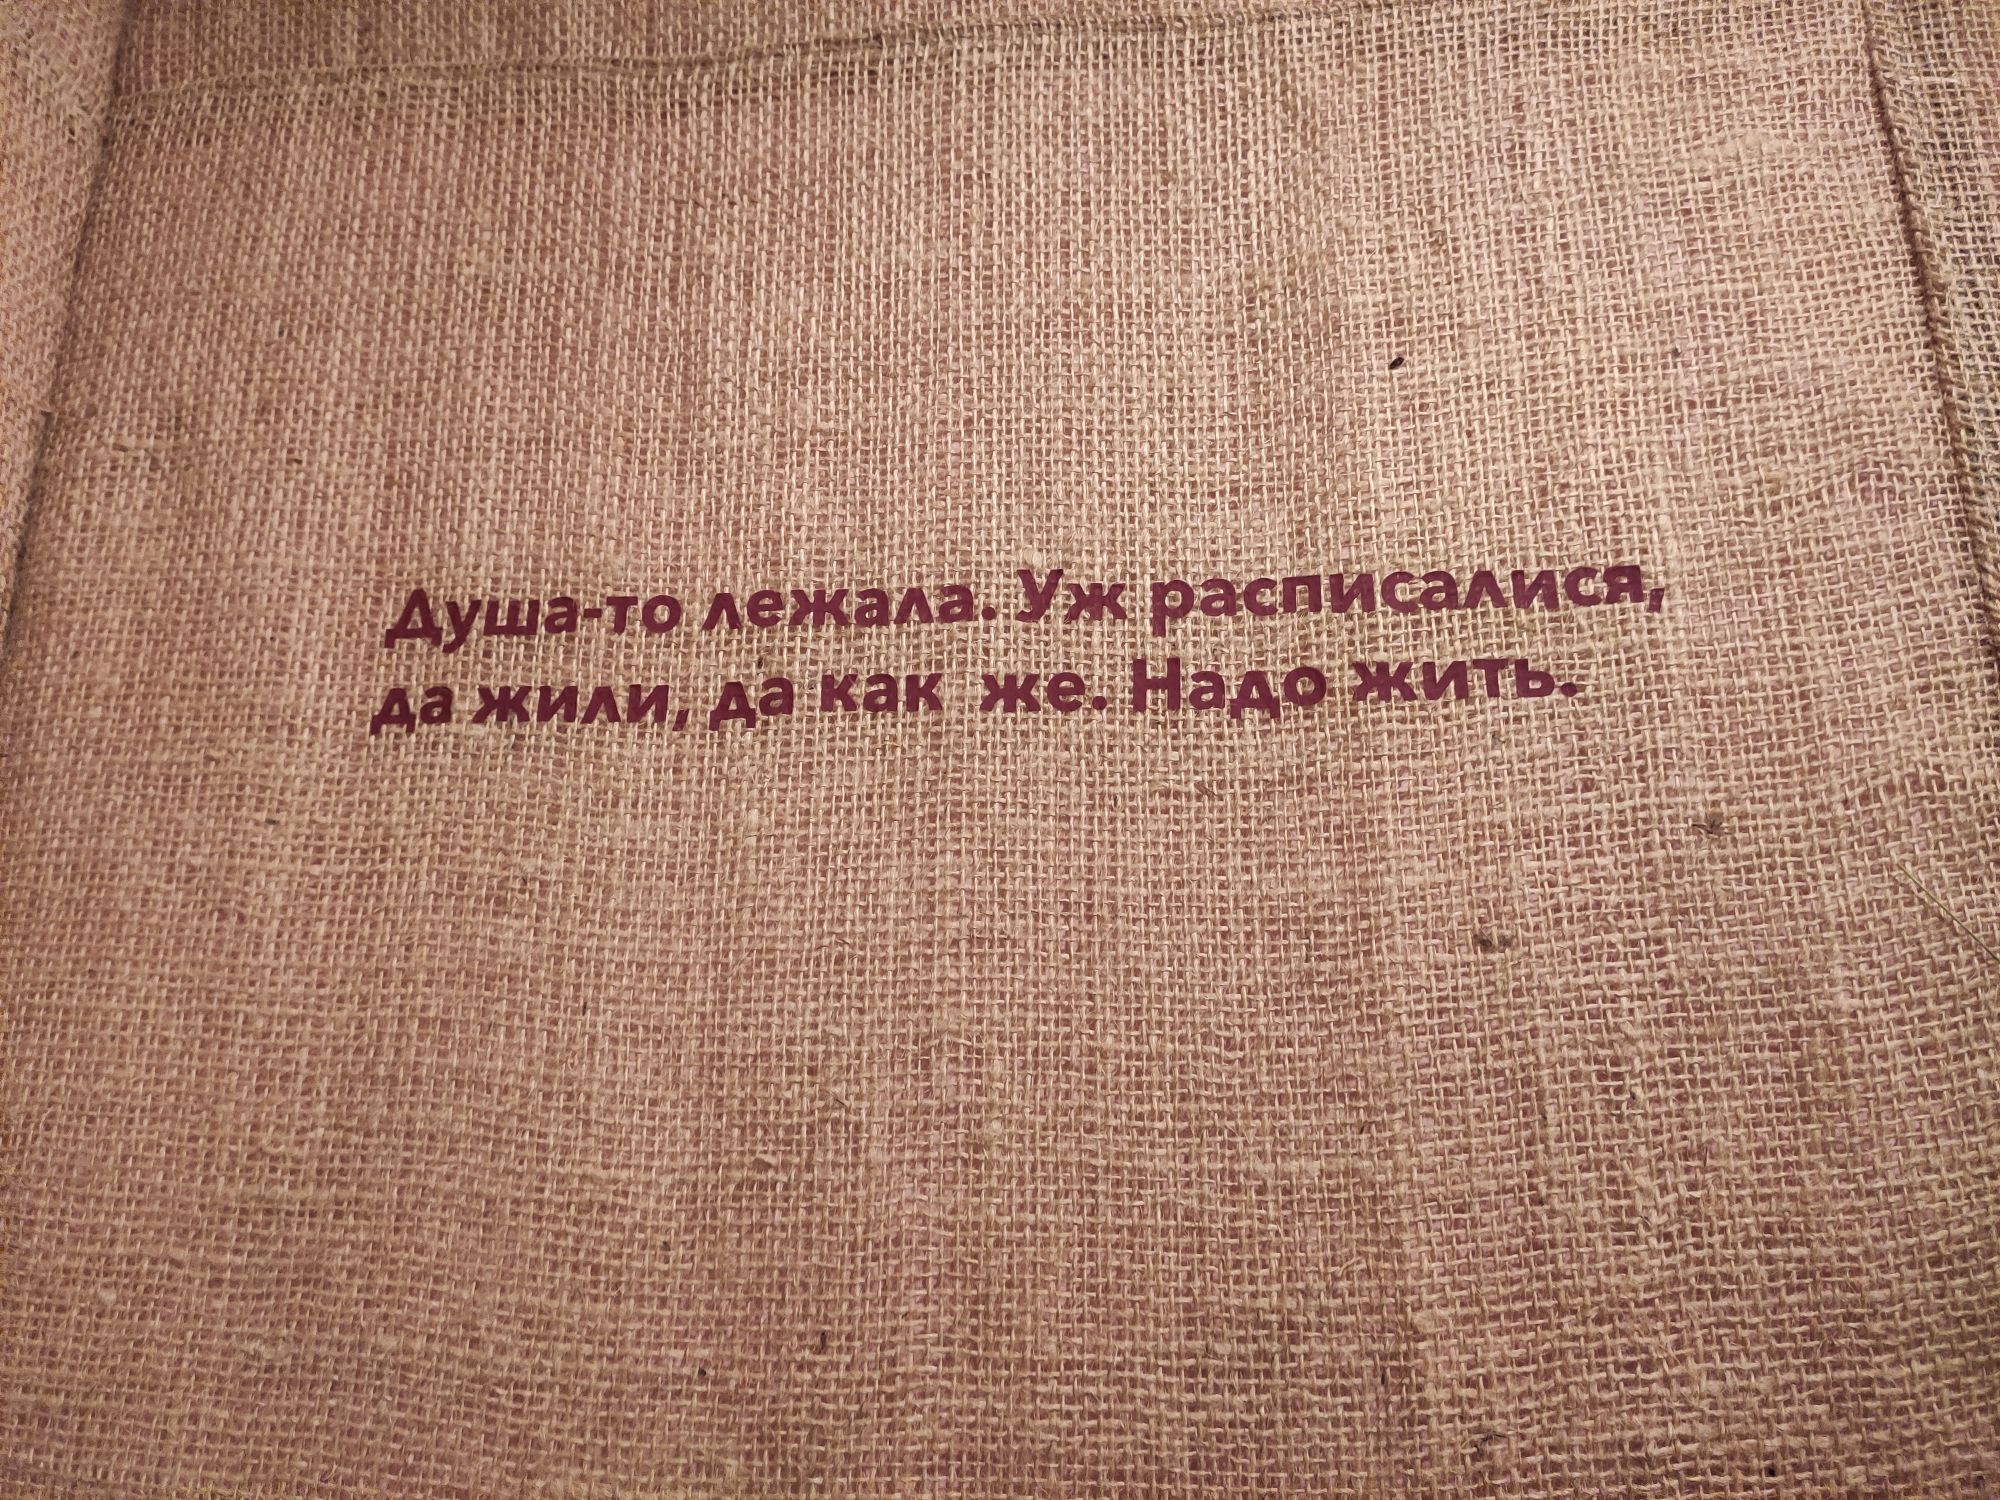 Душа-то лежала. Уж расписалися,
да жили, да как же. Надо жить.